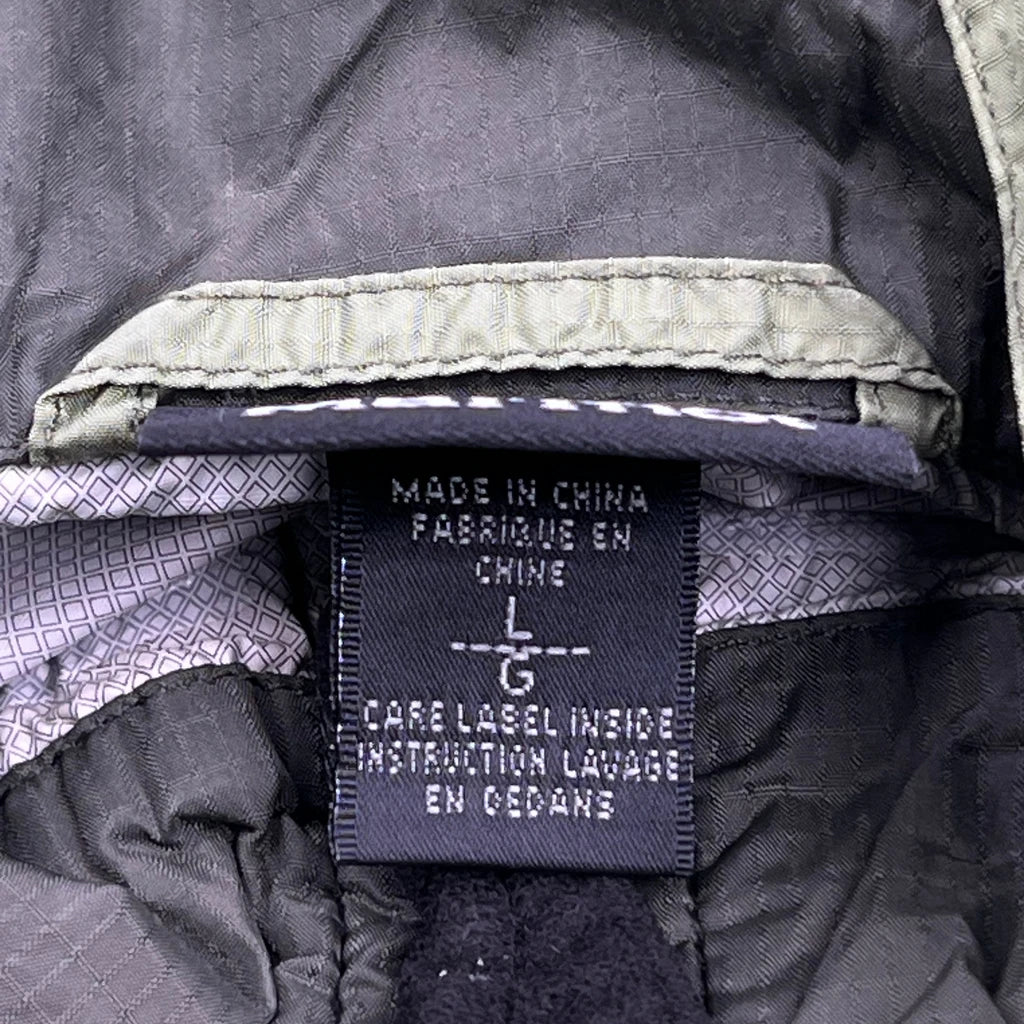 MADE IN CHINA
FABRIQUE EN
CHINE
L
G
CARE LABEL INSIDE
INSTRUCTION LAVAGE
EN DEDANS